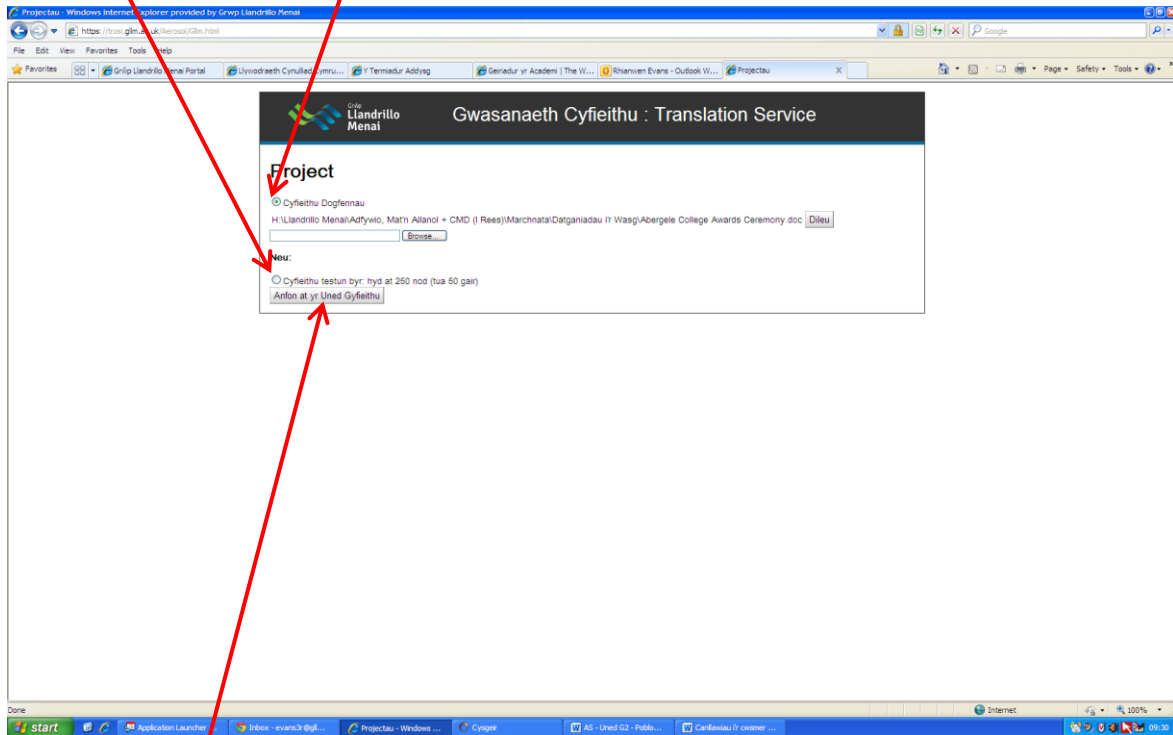 Projectau - Windows Internet Explorer provided by Grwp Llandrillo Menai
https://trosi.gllm.ac.uk/Aerosol/Gllm.html
Google
File Edit View Favorites Tools Help
Favorites
Grŵp Llandrillo Menai Portal
Llywodraeth Cynulliad Cymru...
Y Termiadur Addysg
Geiriadur yr Academi | The W...
Rhianwen Evans - Outlook W...
Projectau
Page Safety Tools
Grŵp
Llandrillo
Menai
Gwasanaeth Cyfieithu : Translation Service
Project
Cyfieithu Dogfennau
H:\Llandrillo Menai\Adfywio, Mat'n Allanol + CMD (I Rees)\Marchnata\Datganiadau i'r Wasg\Abergele College Awards Ceremony.doc Dileu
Browse...
Neu:
Cyfieithu testun byr: hyd at 250 nod (tua 50 gair)
Anfon at yr Uned Gyfieithu
Done
Internet
100%
start
Application Launcher ...
Inbox - evans3r@gll...
Projectau - Windows ...
Cysgeir
AS - Uned G2 - Poblo...
Canllawiau i'r cwsmer ...
09:30